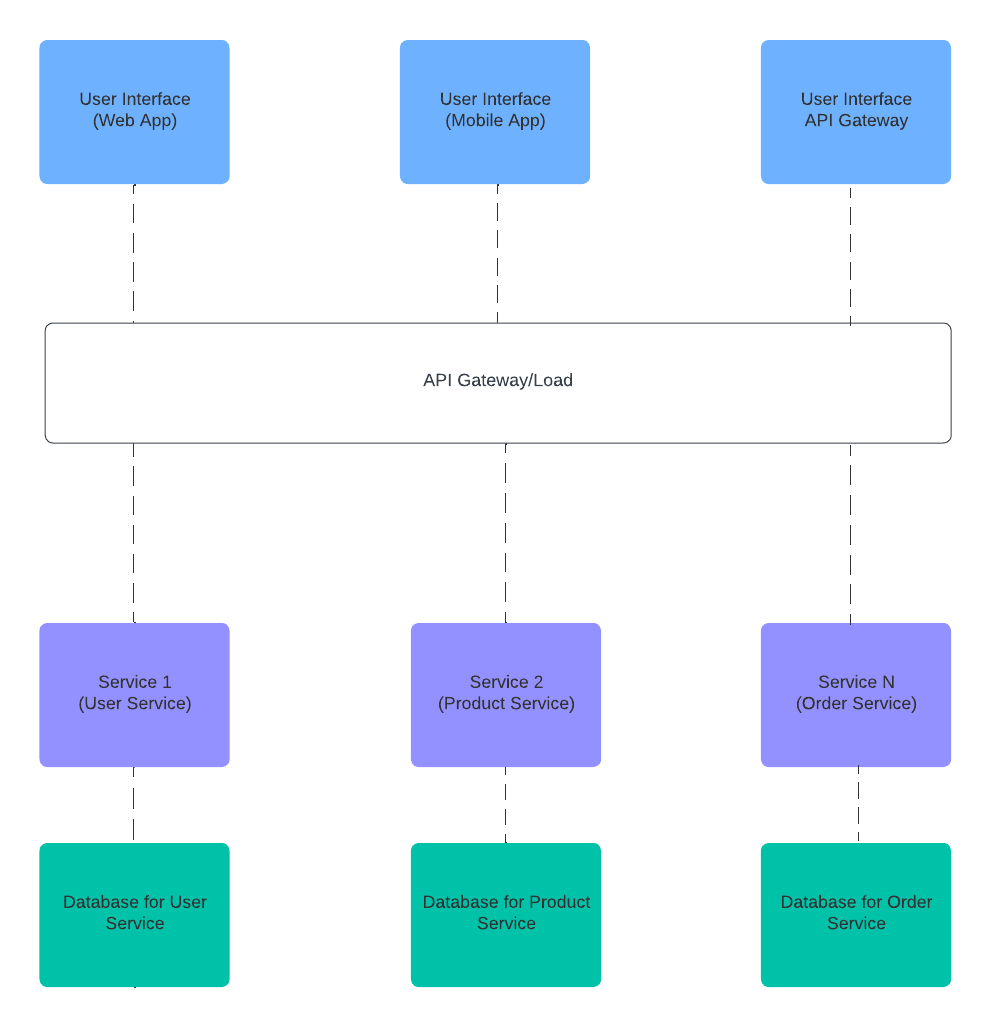 User Interface
(Web App)
User Interface
(Mobile App)
User Interface
API Gateway
API Gateway/Load
Service 1
(User Service)
Service 2
(Product Service)
Service N
(Order Service)
Database for User
Service
Database for Product
Service
Database for Order
Service